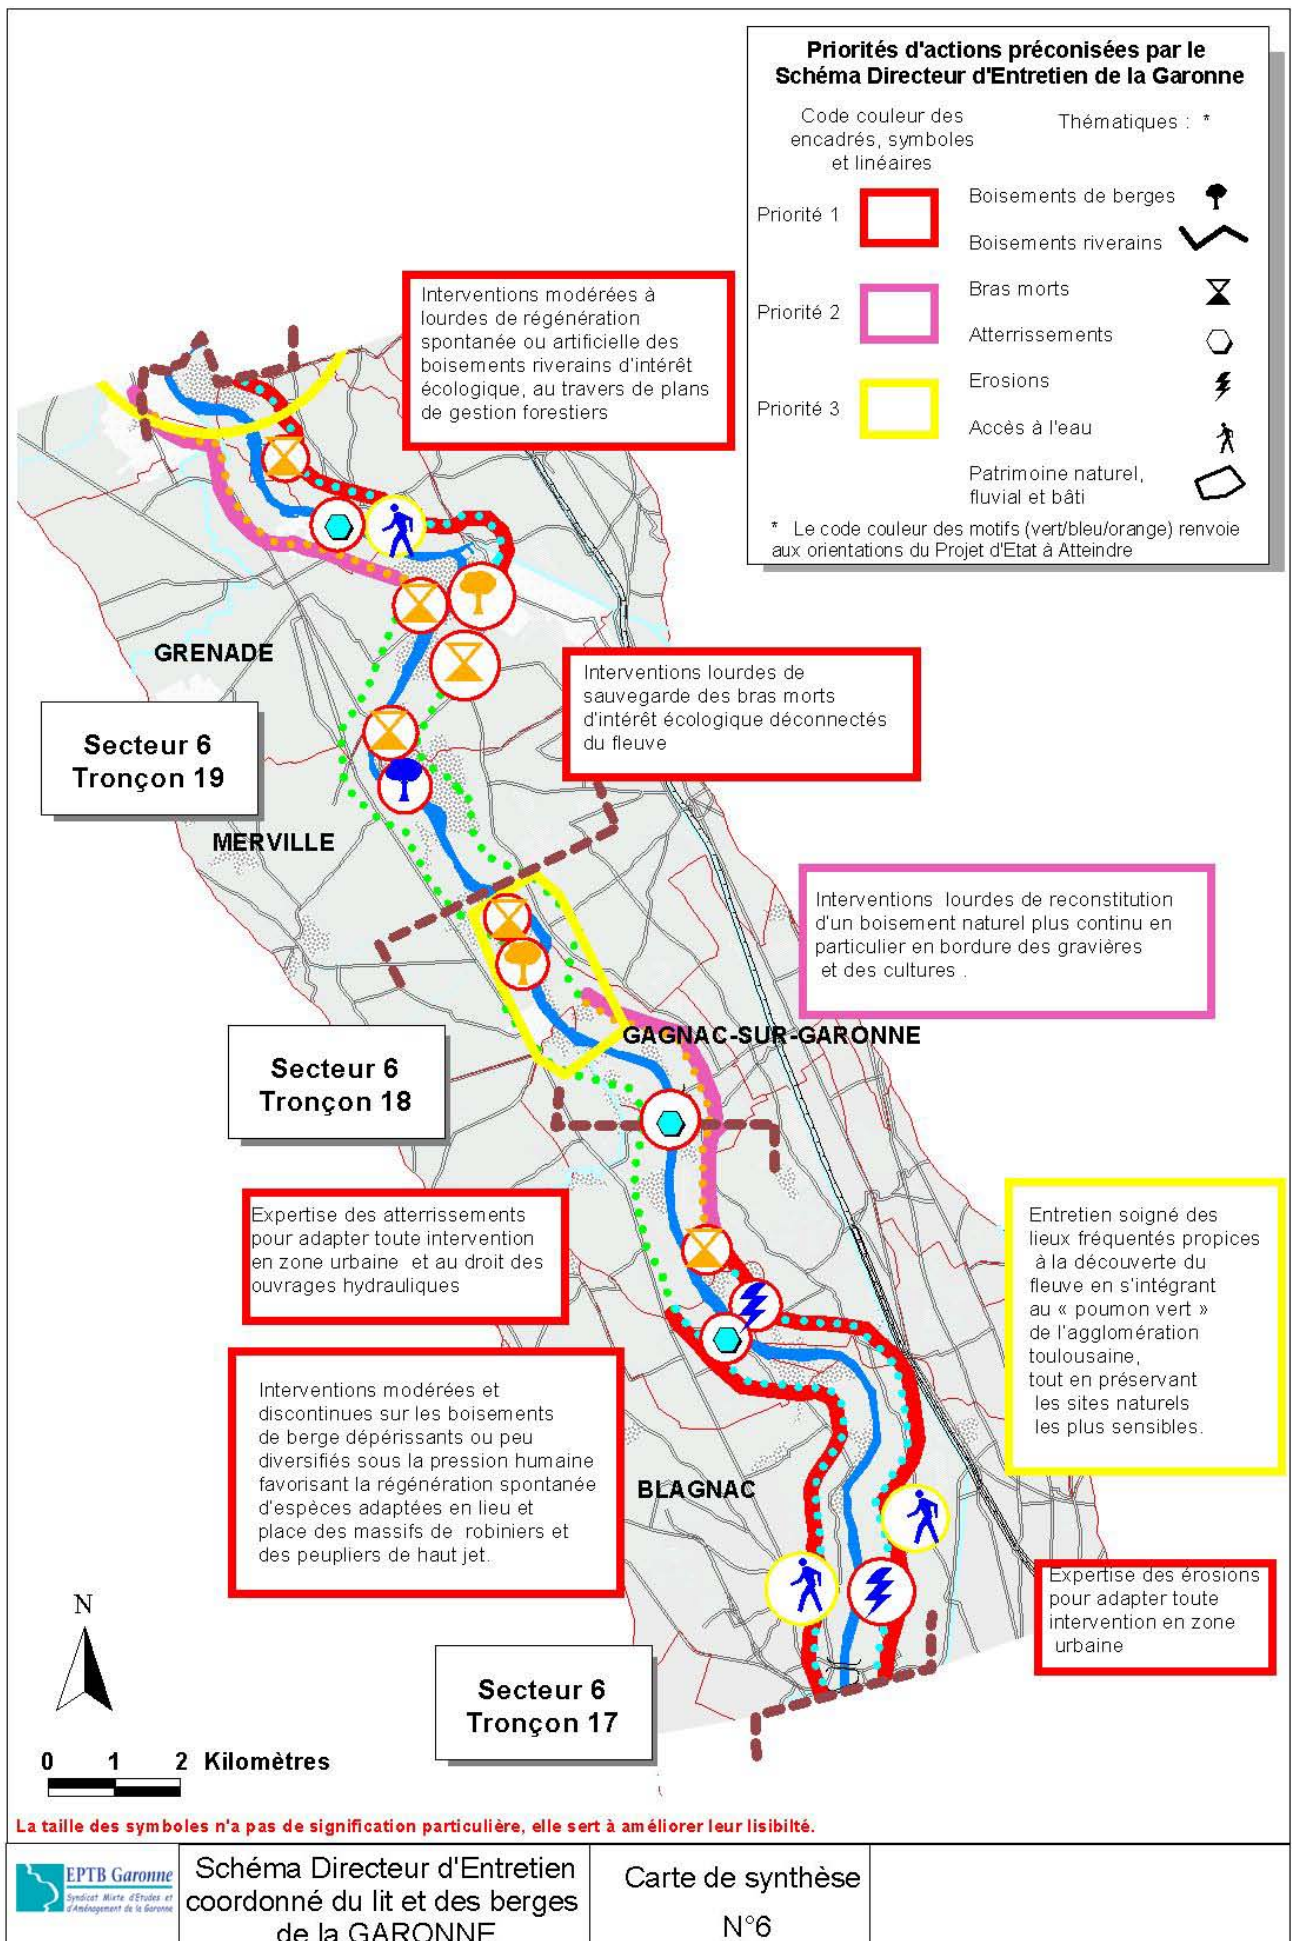 Priorités d'actions préconisées par le
Schéma Directeur d'Entretien de la Garonne
Code couleur des
encadrés, symboles
et linéaires
Thématiques : *
Priorité 1
Priorité 2
Priorité 3
Boisements de berges
Boisements riverains
Bras morts
Atterrissements
Erosions
Accès à l'eau
Patrimoine naturel,
fluvial et bâti
* Le code couleur des motifs (vert/bleu/orange) renvoie
aux orientations du Projet d'Etat à Atteindre
Interventions modérées à
lourdes de régénération
spontanée ou artificielle des
boisements riverains d'intérêt
écologique, au travers de plans
de gestion forestiers
GRENADE
Interventions lourdes de
sauvegarde des bras morts
d'intérêt écologique déconnectés
du fleuve
Secteur 6
Tronçon 19
MERVILLE
Interventions lourdes de reconstitution
d'un boisement naturel plus continu en
particulier en bordure des gravières
et des cultures .
GAGNAC-SUR-GARONNE
Secteur 6
Tronçon 18
Expertise des atterrissements
pour adapter toute intervention
en zone urbaine et au droit des
ouvrages hydrauliques
Entretien soigné des
lieux fréquentés propices
à la découverte du
fleuve en s'intégrant
au « poumon vert »
de l'agglomération
toulousaine,
tout en préservant
les sites naturels
les plus sensibles.
Interventions modérées et
discontinues sur les boisements
de berge dépérissants ou peu
diversifiés sous la pression humaine
favorisant la régénération spontanée
d'espèces adaptées en lieu et
place des massifs de robiniers et
des peupliers de haut jet.
BLAGNAC
Expertise des érosions
pour adapter toute
intervention en zone
urbaine
N
Secteur 6
Tronçon 17
0 1 2 Kilomètres
La taille des symboles n'a pas de signification particulière, elle sert à améliorer leur lisibilté.
EPTB Garonne
Syndicat Mixte d'Etudes et
d'Aménagement de la Garonne
Schéma Directeur d'Entretien
coordonné du lit et des berges
de la GARONNE
Carte de synthèse
N°6